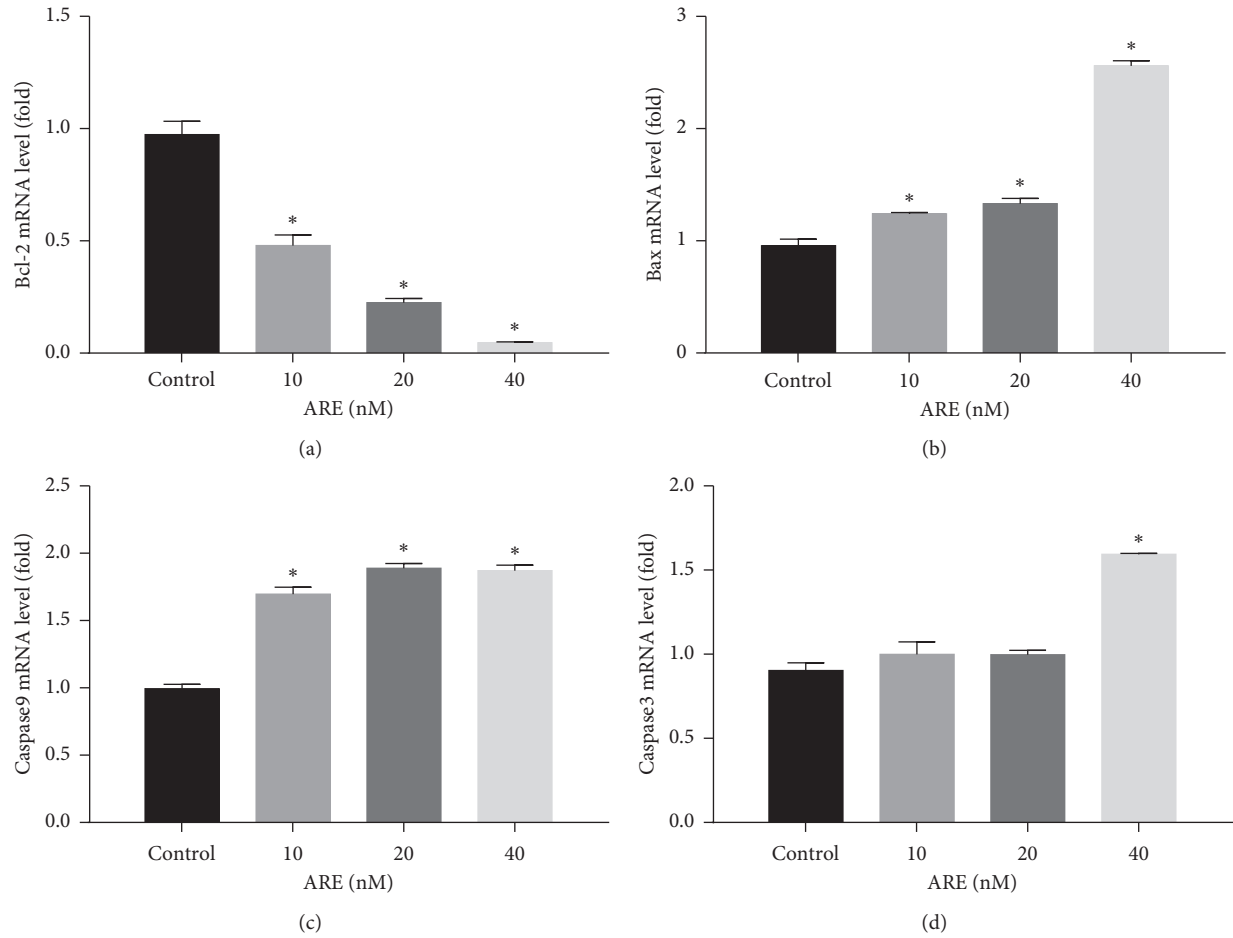 Bcl-2 mRNA level (fold)
1.5
1.0
0.5
0.0
*
*
*
Control
10
20
40
ARE (nM)
(a)
Bax mRNA level (fold)
3
2
1
0
*
*
*
Control
10
20
40
ARE (nM)
(b)
Caspase9 mRNA level (fold)
2.5
2.0
1.5
1.0
0.5
0.0
*
*
*
Control
10
20
40
ARE (nM)
(c)
Caspase3 mRNA level (fold)
2.0
1.5
1.0
0.5
0.0
*
Control
10
20
40
ARE (nM)
(d)